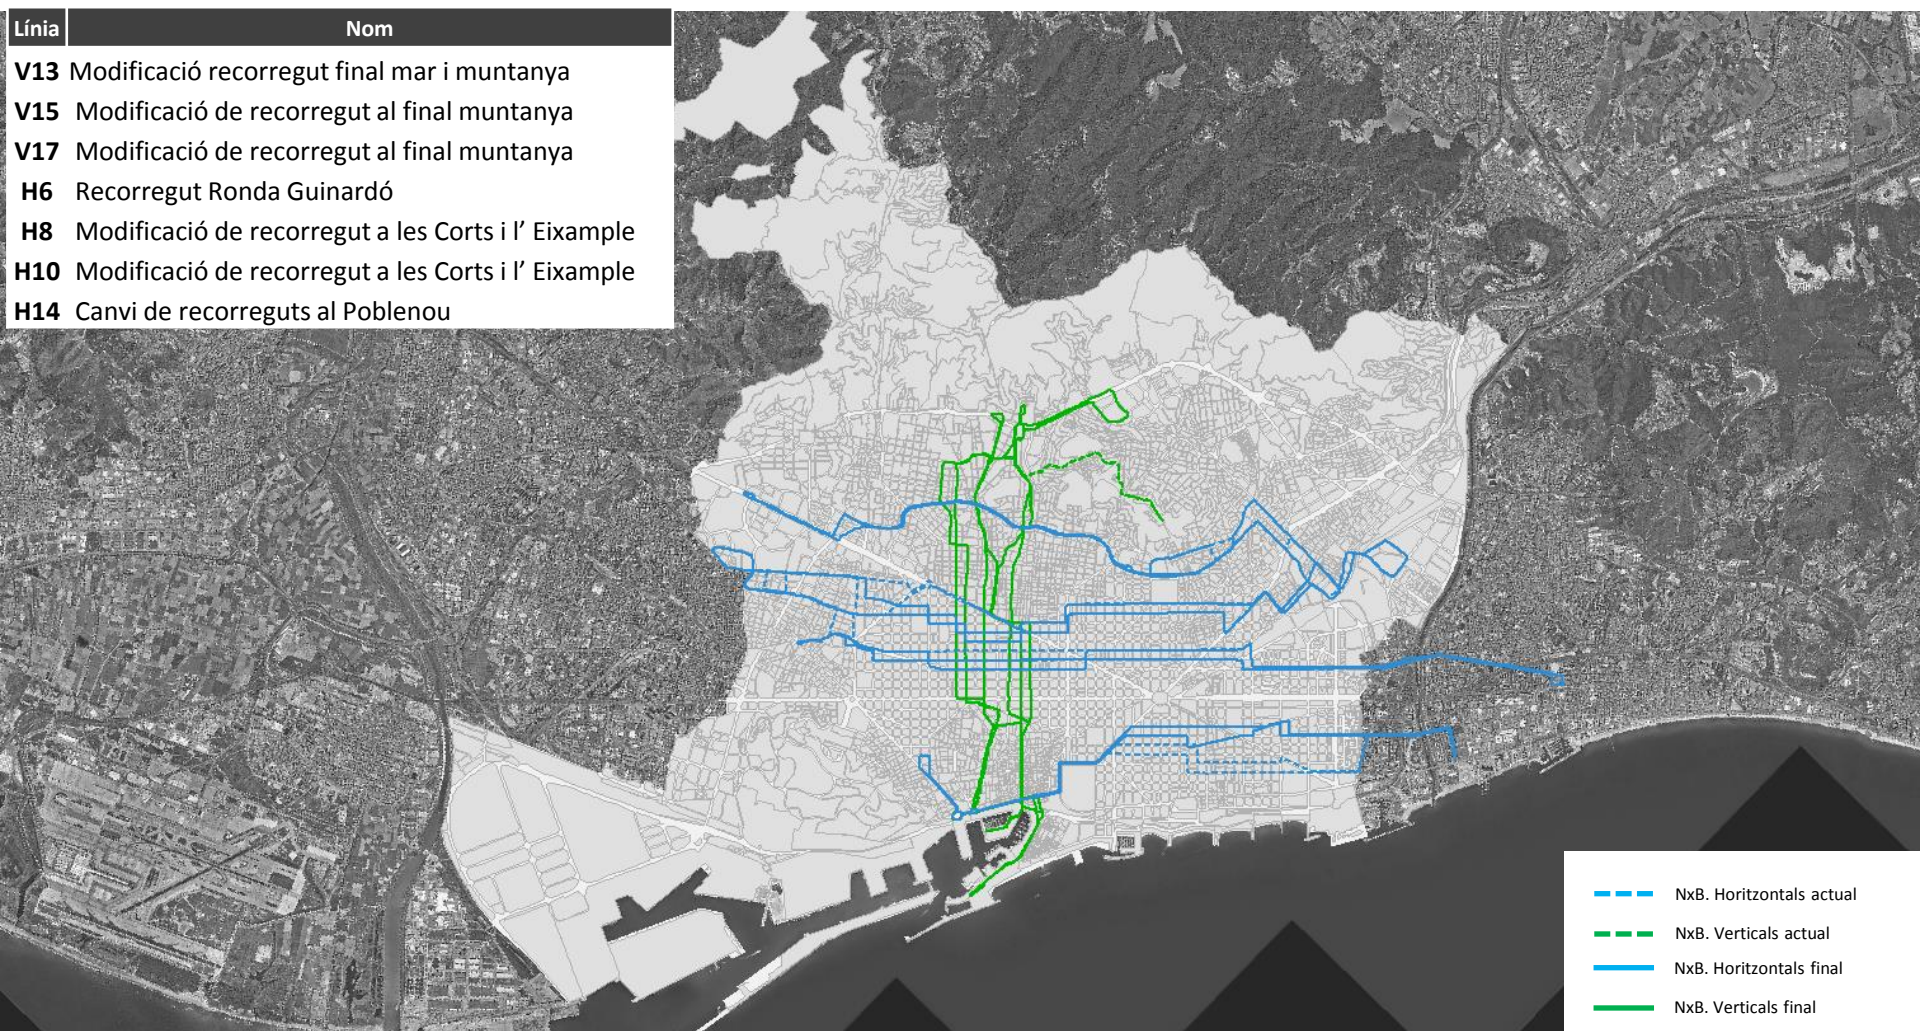 Línia Nom
V13 Modificació recorregut final mar i muntanya
V15 Modificació de recorregut al final muntanya
V17 Modificació de recorregut al final muntanya
H6 Recorregut Ronda Guinardó
H8 Modificació de recorregut a les Corts i l’ Eixample
H10 Modificació de recorregut a les Corts i l’ Eixample
H14 Canvi de recorreguts al Poblenou
NxB. Horitzontals actual
NxB. Verticals actual
NxB. Horitzontals final
NxB. Verticals final